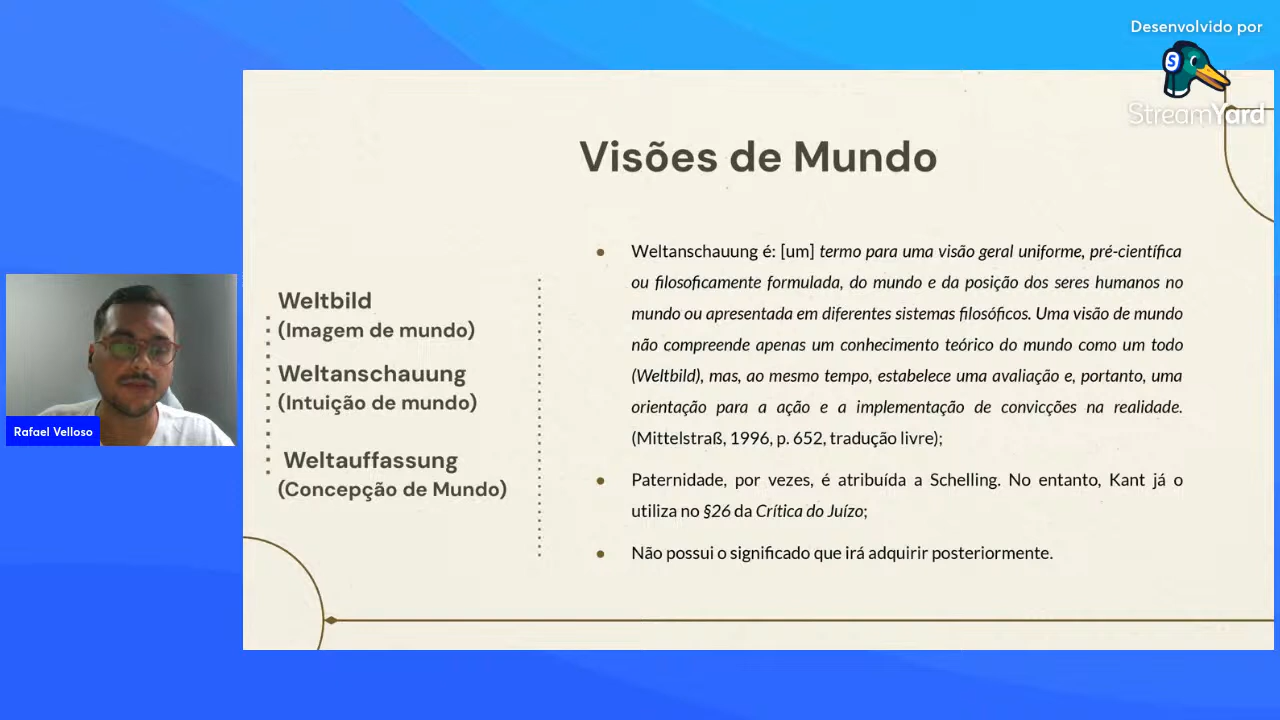 Desenvolvido por
StreamYard
Visões de Mundo
Weltbild
(Imagem de mundo)
Weltanschauung
(Intuição de mundo)
Weltauffassung
(Concepção de Mundo)
Weltanschauung é: [um] termo para uma visão geral uniforme, pré-científica
ou filosoficamente formulada, do mundo e da posição dos seres humanos no
mundo ou apresentada em diferentes sistemas filosóficos. Uma visão de mundo
não compreende apenas um conhecimento teórico do mundo como um todo
(Weltbild), mas, ao mesmo tempo, estabelece uma avaliação e, portanto, uma
orientação para a ação e a implementação de convicções na realidade.
(Mittelstraß, 1996, p. 652, tradução livre);
Paternidade, por vezes, é atribuída a Schelling. No entanto, Kant já o
utiliza no §26 da Crítica do Juízo;
Não possui o significado que irá adquirir posteriormente.
Rafael Velloso